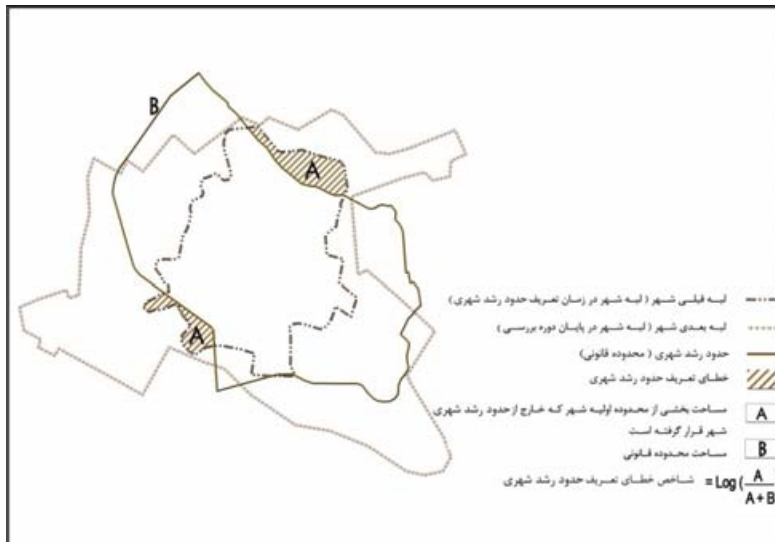 B
A
A
لبه قبلی شهر ( لبه شهر در زمان تعریف حدود رشد شهری )
لبه بعدی شهر ( لبه شهر در پایان دوره بررسی )
حدود رشد شهری ( محدوده قانونی)
خطای تعریف حدود رشد شهری
مساحت بخشی از محدوده اولیه شهر که خارج از حدود رشد شهری A
شهر قرار گرفته است
مساحت محدوده قانونی B
شاخص خطای تعریف حدود رشد شهری = Log (A / A + B